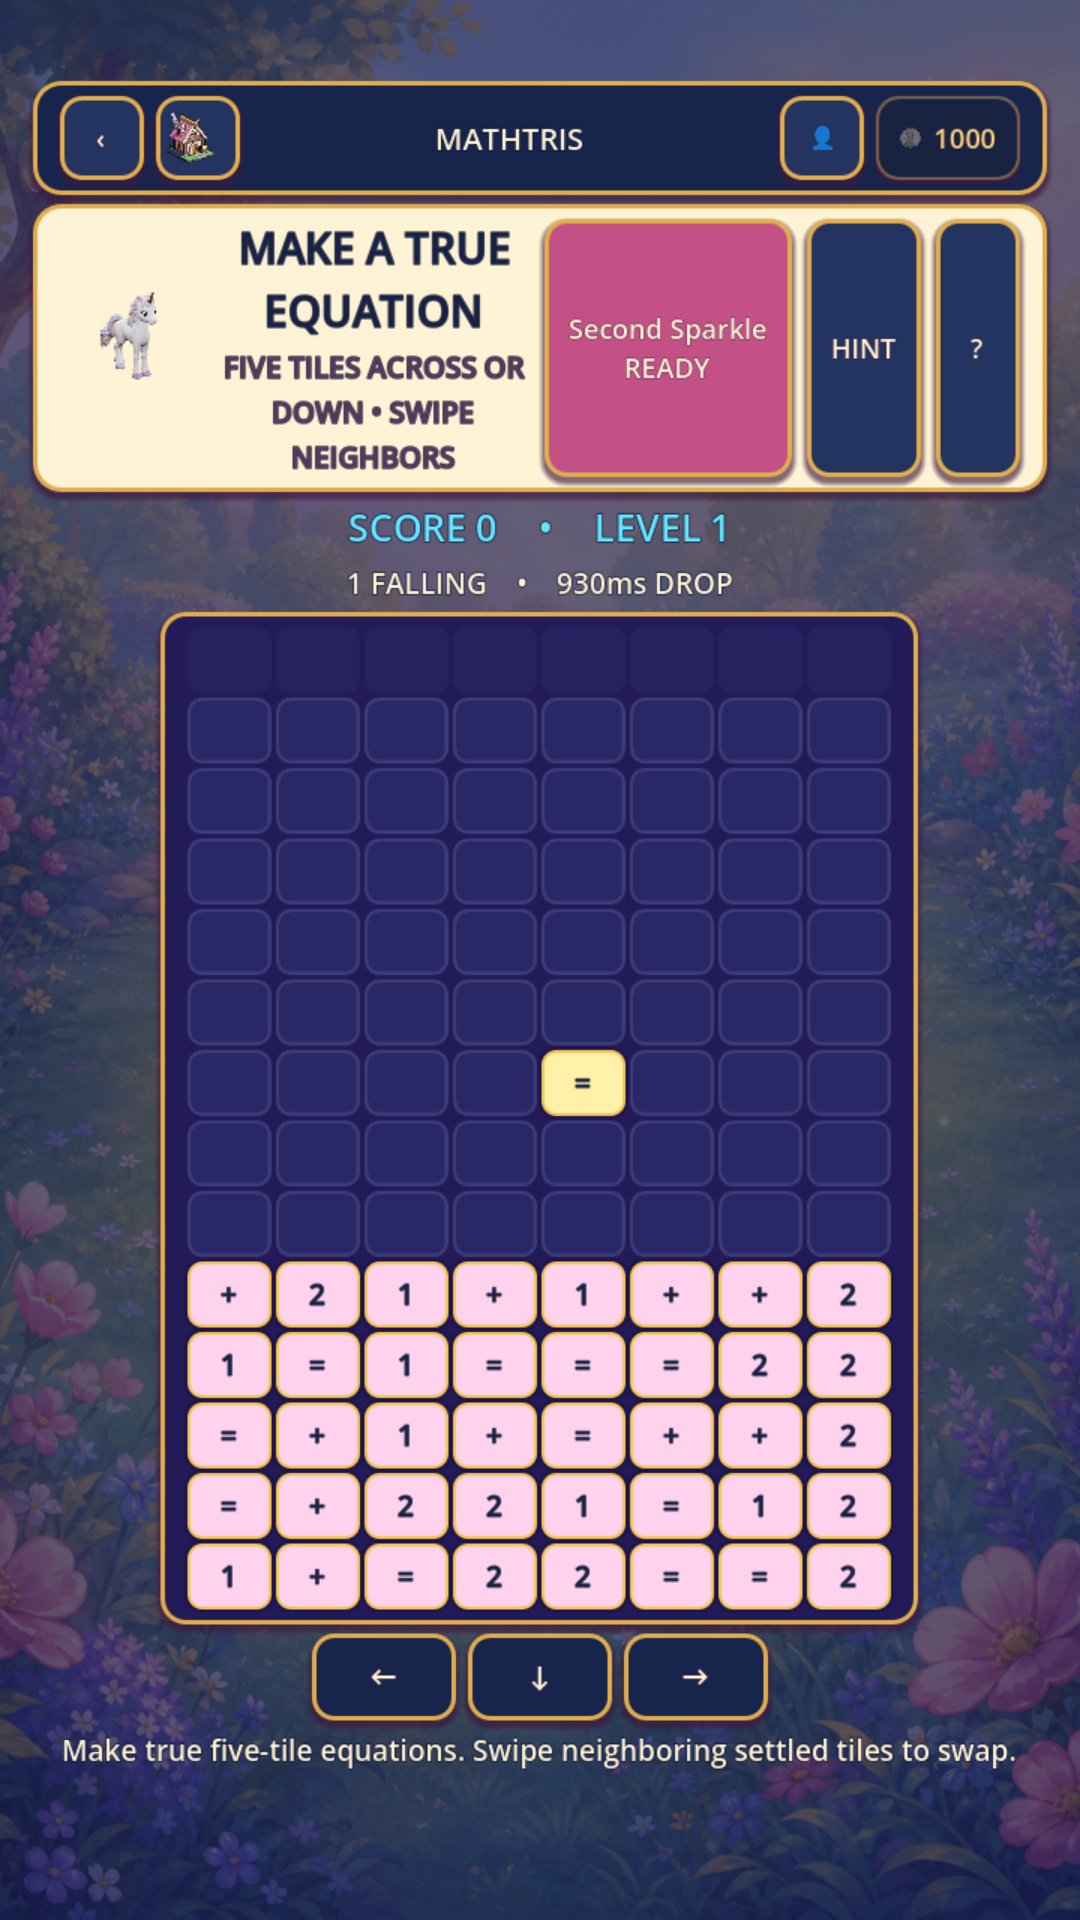 ‹ MATHTRIS 1000
MAKE A TRUE
EQUATION
FIVE TILES ACROSS OR
DOWN • SWIPE
NEIGHBORS
Second Sparkle
READY
HINT
?
SCORE 0 • LEVEL 1
1 FALLING • 930ms DROP
=
+ 2 1 + 1 + + 2
1 = 1 = = = 2 2
= + 1 + = + + 2
= + 2 2 1 = 1 2
1 + = 2 2 = = 2
← ↓ →
Make true five-tile equations. Swipe neighboring settled tiles to swap.